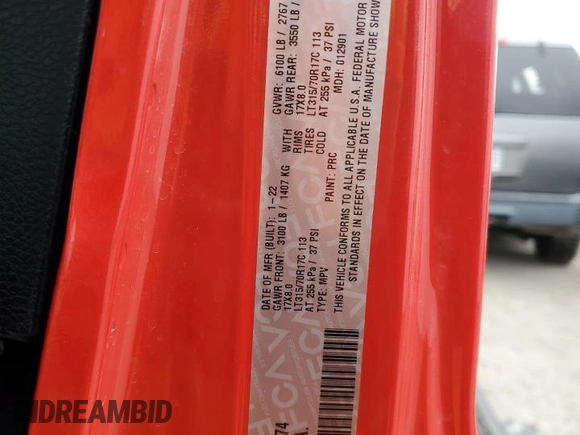 DATE OF MFR (BUILT): 1-22 GVWR: 6100 LB / 2767
GAWR FRONT: 3100 LB / 1407 KG WITH GAWR REAR: 3550 LB /
17X8.0 RIMS 17X8.0
LT315/70R17C 113 TIRES LT315/70R17C 113
AT 255 kPa / 37 PSI COLD AT 255 kPa / 37 PSI
TYPE: MPV PAINT: PRC MDH: 012901
THIS VEHICLE CONFORMS TO ALL APPLICABLE U.S.A. FEDERAL MOTOR
STANDARDS IN EFFECT ON THE DATE OF MANUFACTURE SHOW
74
VIDREAMBID